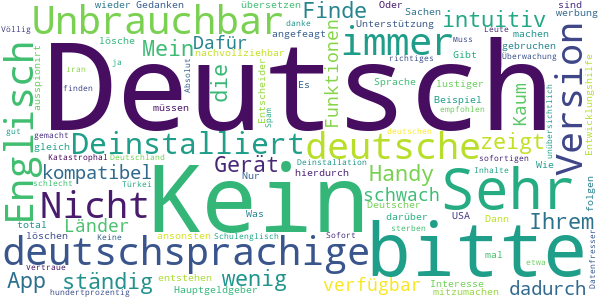 wieder Gedanken
übersetzen
Oder
Sachen
sind
werbung
Völlig
Unbrauchbar
danke
Finde
Unterstützung
intuitiv
lösche
angefeagt
Leute
nachvollziehbar
Mein
Dafür
immer
machen
gebruchen
Muss
Überwachung
Deutsch
Funktionen
Gibt
richtiges
Version
ausspioniert
iran
ja
die
Entscheider
Es
Sprache
lustiger
finden
Absolut
Spam
Beispiel
empfohlen
Kaum
unübersichtlich
Entwicklungshilfe
Englisch
müssen
gut
gemacht
Deinstalliert
deutschen
deutsche
zeigt
sofortigen
gleich
Katastrophal
Deutschland
Gerät
Deinstallation
Inhalte
Wie
schlecht
kompatibel
Nur
hierdurch
Handy
schwach
Sehr
folgen
Türkei
Kein
Was
Deutscher
darüber
sterben
USA
Dann
Nicht
Länder
Ihrem
total
löschen
Keine
ansonsten
Schulenglisch
Sofort
bitte
deutschsprachige
mal
etwa
Datenfresser
App
ständig
wenig
verfügbar
Interesse
mitzumachen
dadurch
Vertraue
entstehen
hundertprozentig
Hauptgeldgeber